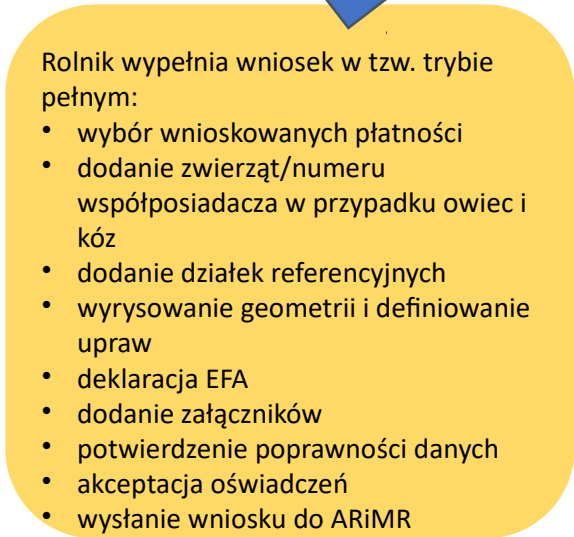 Rolnik wypełnia wniosek w tzw. trybie
pełnym:
• wybór wnioskowanych płatności
• dodanie zwierząt/numeru
współposiadacza w przypadku owiec i
kóz
• dodanie działek referencyjnych
• wyrysowanie geometrii i definiowanie
upraw
• deklaracja EFA
• dodanie załączników
• potwierdzenie poprawności danych
• akceptacja oświadczeń
• wysłanie wniosku do ARiMR